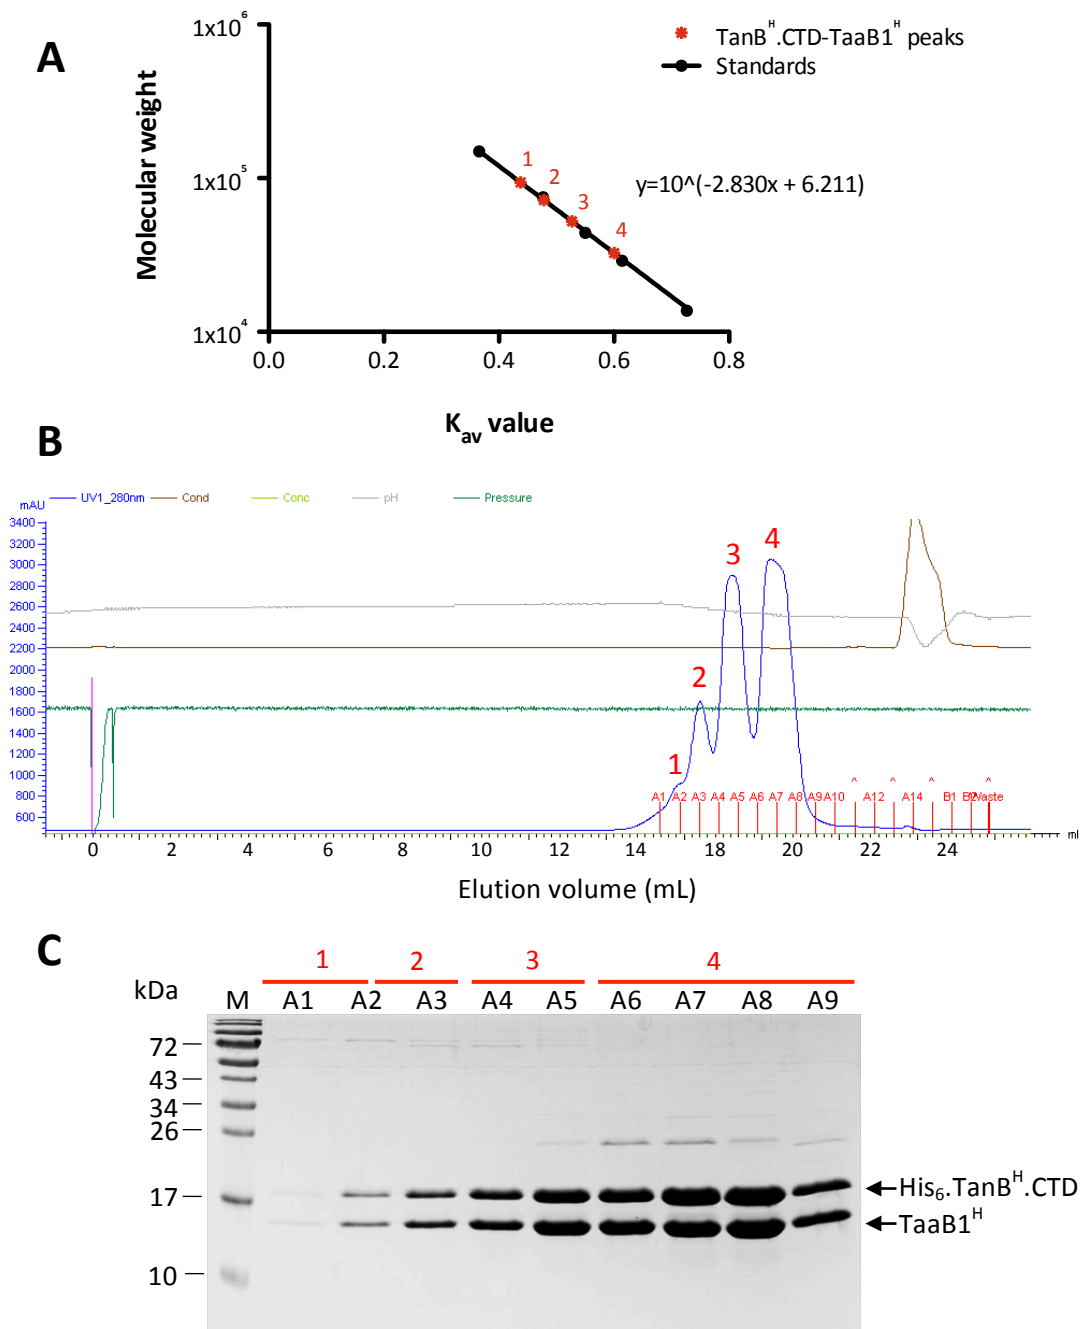 A
1x10^6
1x10^5
1x10^4
Molecular weight
TanB^H.CTD-TaaB1^H peaks
Standards
1
2
3
4
y=10^(-2.830x + 6.211)
0.0 0.2 0.4 0.6 0.8
K_av value
B
mAU UV1_280nm Cond Conc pH Pressure
3400
3200
3000
2800
2600
2400
2200
2000
1800
1600
1400
1200
1000
800
600
1
2
3
4
A1 A2 A3 A4 A5 A6 A7 A8 A9 A10 A12 A14 B1 B2 Waste
0 2 4 6 8 10 12 14 16 18 20 22 24 ml
Elution volume (mL)
C
1 2 3 4
kDa M A1 A2 A3 A4 A5 A6 A7 A8 A9
72
43
34
26
17
10
His₆.TanB^H.CTD
TaaB1^H